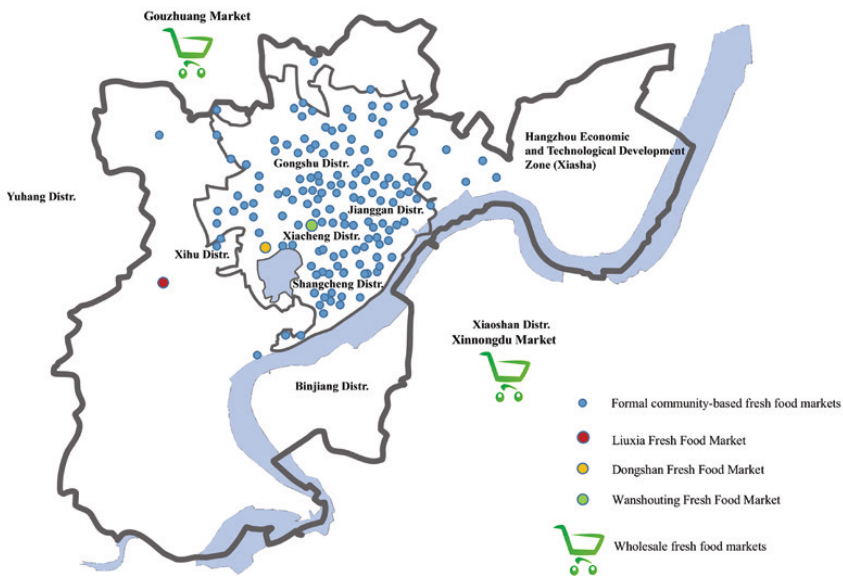 Gouzhuang Market
Hangzhou Economic
and Technological Development
Zone (Xiasha)
Gongshu Distr.
Yuhang Distr.
Jianggan Distr.
Xiacheng Distr.
Xihu Distr.
Shangcheng Distr.
Xiaoshan Distr.
Xinnongdu Market
Binjiang Distr.
Formal community-based fresh food markets
Liuxia Fresh Food Market
Dongshan Fresh Food Market
Wanshouting Fresh Food Market
Wholesale fresh food markets